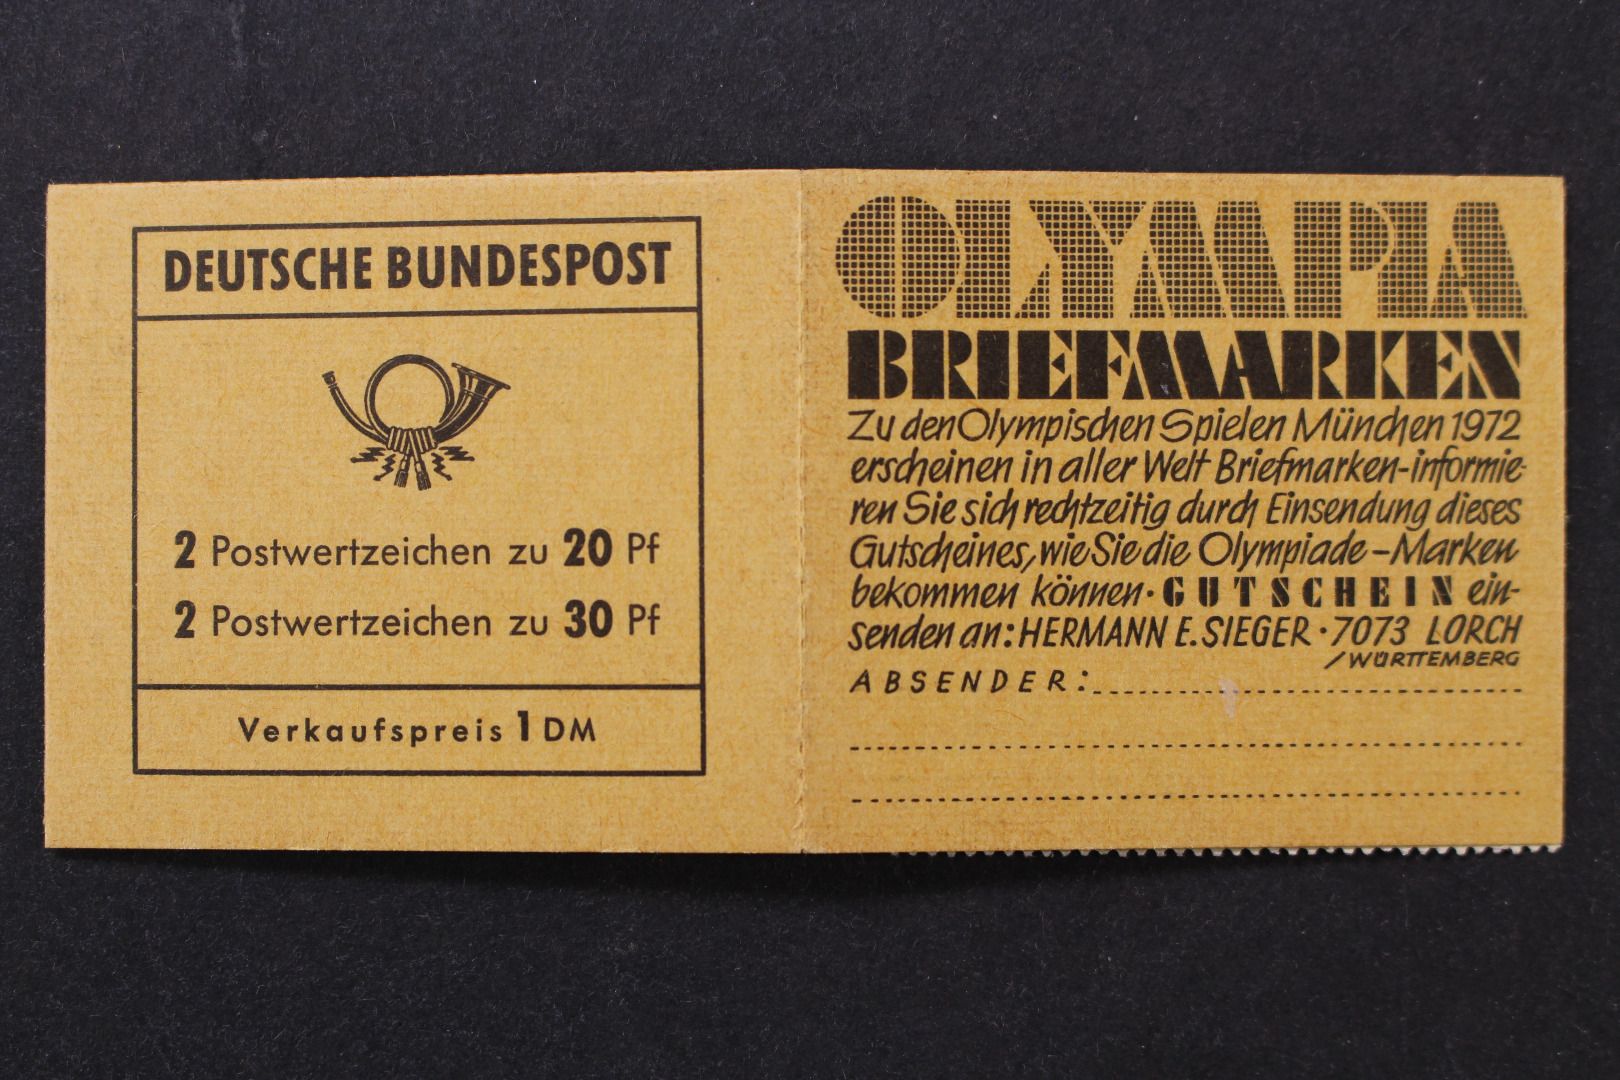 DEUTSCHE BUNDESPOST
2 Postwertzeichen zu 20 Pf
2 Postwertzeichen zu 30 Pf
Verkaufspreis 1 DM
OLYMPIA
BRIEFMARKEN
Zu den Olympischen Spielen München 1972
erscheinen in aller Welt Briefmarken-informie-
ren Sie sich rechtzeitig durch Einsendung dieses
Gutscheines, wie Sie die Olympiade-Marken
bekommen können · GUTSCHEIN ein-
senden an: HERMANN E. SIEGER · 7073 LORCH
/WÜRTTEMBERG
ABSENDER: